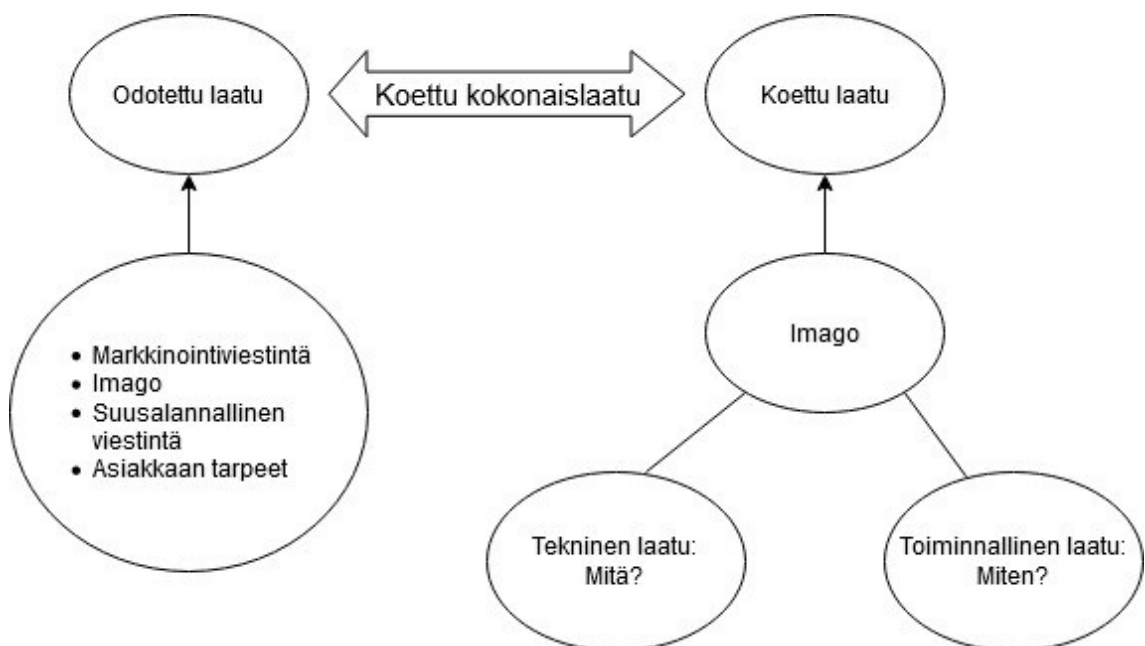 Odotettu laatu
Koettu kokonaislaatu
Koettu laatu
• Markkinointiviestintä
• Imago
• Suusalannallinen
viestintä
• Asiakkaan tarpeet
Imago
Tekninen laatu:
Mitä?
Toiminnallinen laatu:
Miten?